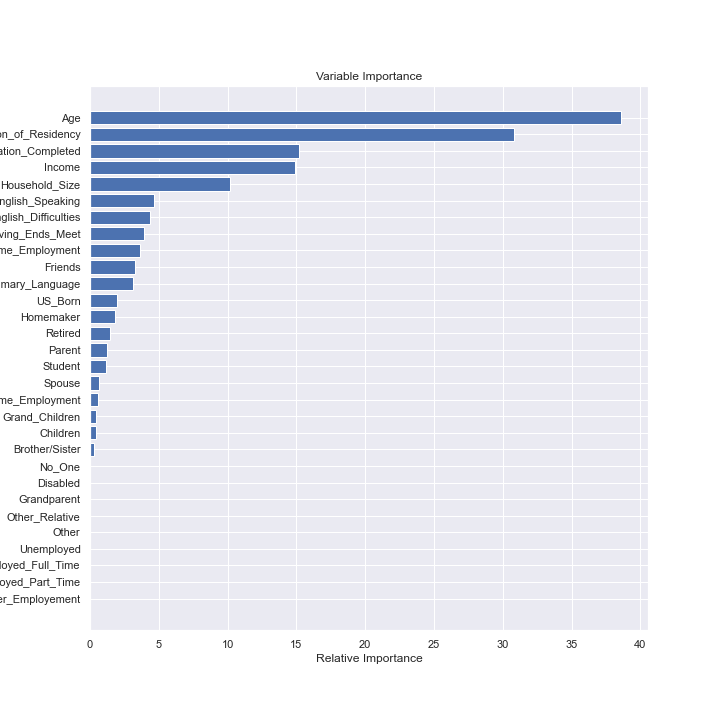 Variable Importance
Age
on_of_Residency
ation_Completed
Income
Household_Size
nglish_Speaking
glish_Difficulties
ving_Ends_Meet
me_Employment
Friends
mary_Language
US_Born
Homemaker
Retired
Parent
Student
Spouse
me_Employment
Grand_Children
Children
Brother/Sister
No_One
Disabled
Grandparent
Other_Relative
Other
Unemployed
loyed_Full_Time
oyed_Part_Time
er_Employement
0 5 10 15 20 25 30 35 40
Relative Importance